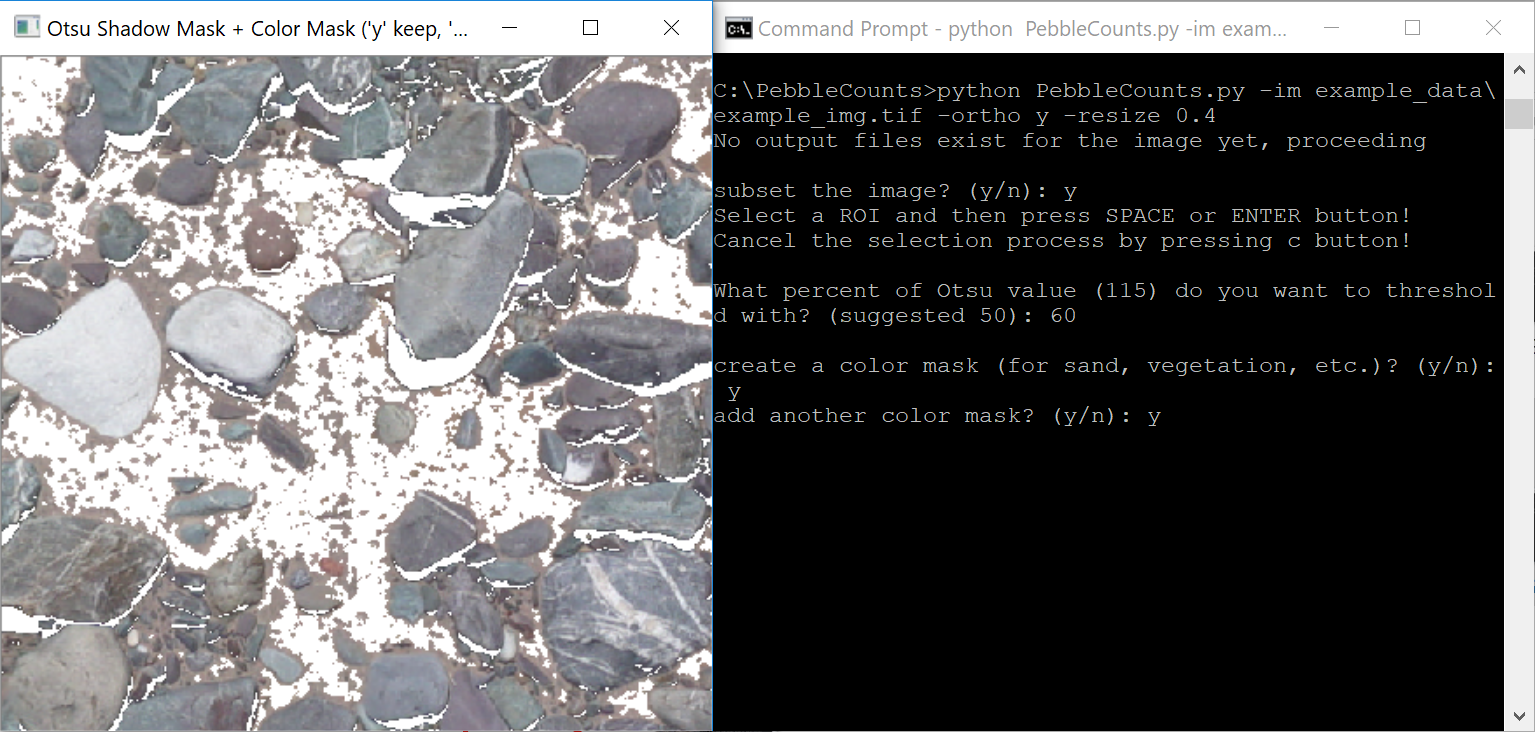 Otsu Shadow Mask + Color Mask ('y' keep, '...
Command Prompt - python  PebbleCounts.py -im exam...
C:\PebbleCounts>python PebbleCounts.py -im example_data\
example_img.tif -ortho y -resize 0.4
No output files exist for the image yet, proceeding
subset the image? (y/n): y
Select a ROI and then press SPACE or ENTER button!
Cancel the selection process by pressing c button!
What percent of Otsu value (115) do you want to threshol
d with? (suggested 50): 60
create a color mask (for sand, vegetation, etc.)? (y/n):
y
add another color mask? (y/n): y